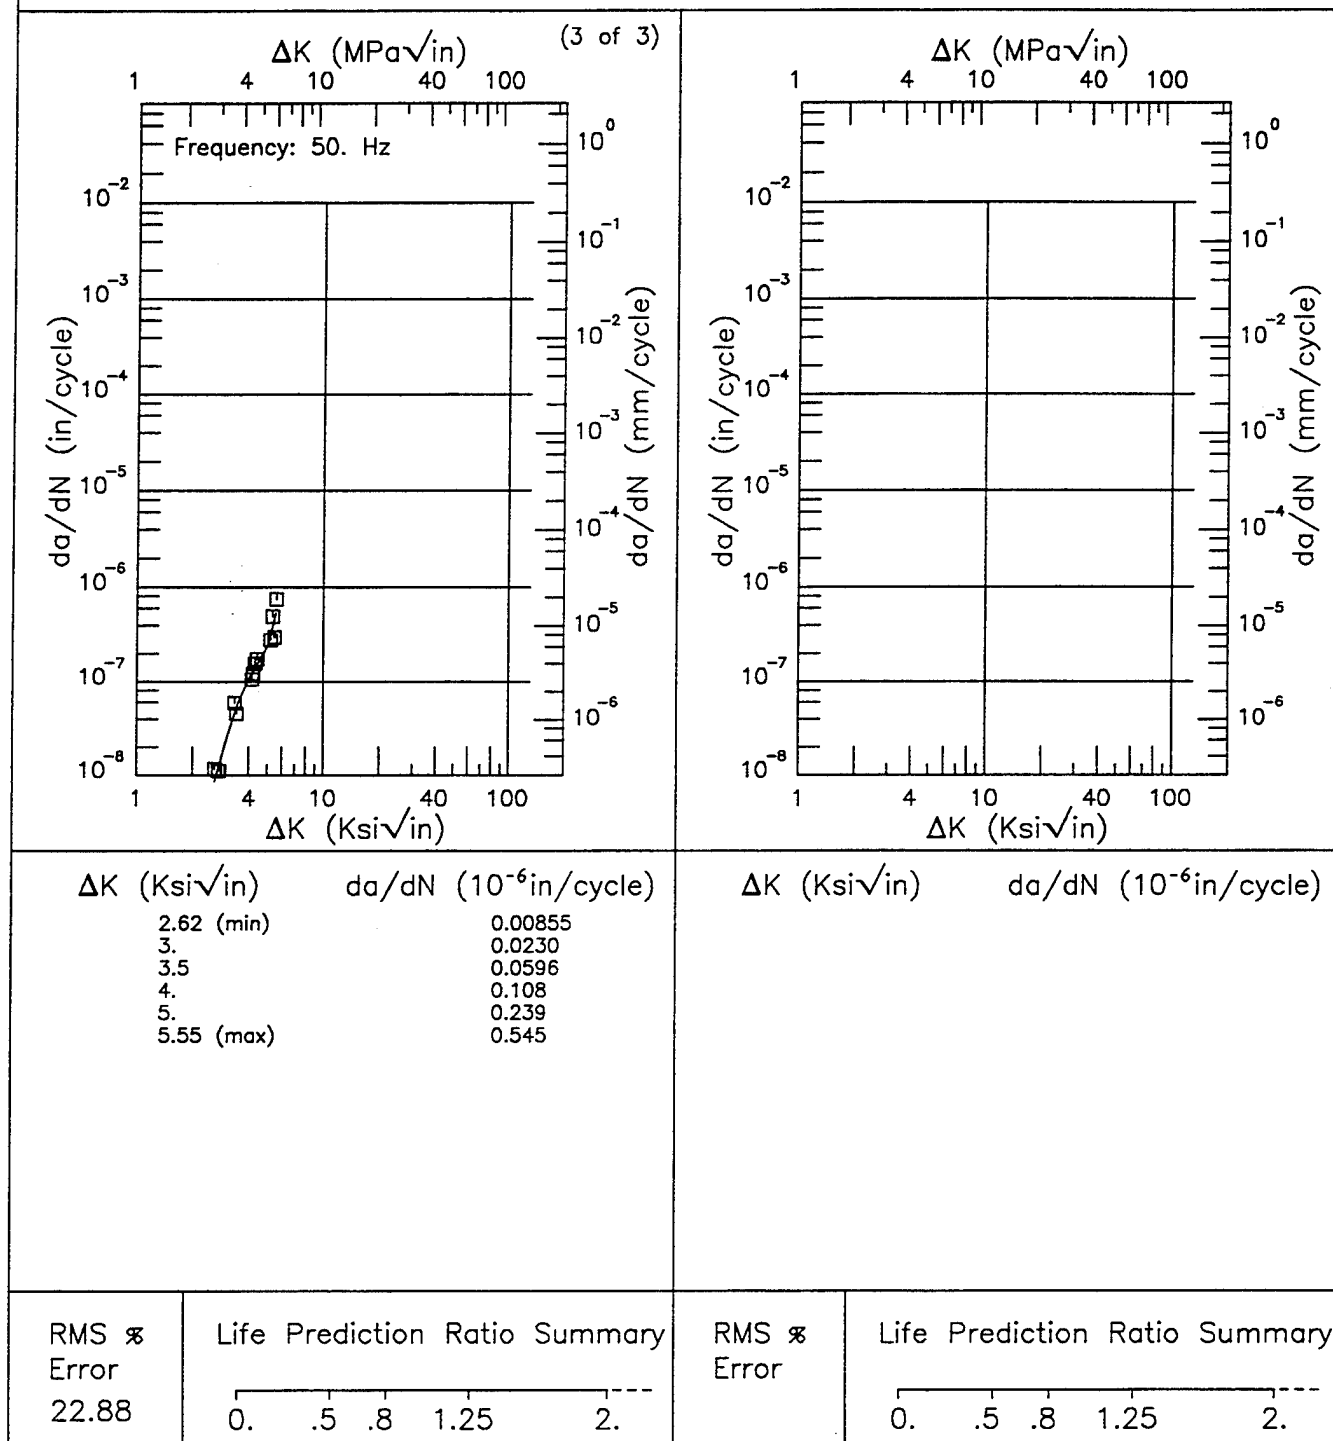 (3 of 3)
ΔK (MPa√in)
1 4 10 40 100
Frequency: 50. Hz
10⁰
10⁻²
10⁻¹
10⁻³
10⁻²
10⁻⁴
10⁻³
10⁻⁵
10⁻⁴
10⁻⁶
10⁻⁵
10⁻⁷
10⁻⁶
10⁻⁸
da/dN (in/cycle)
da/dN (mm/cycle)
1 4 10 40 100
ΔK (Ksi√in)
ΔK (MPa√in)
1 4 10 40 100
10⁰
10⁻²
10⁻¹
10⁻³
10⁻²
10⁻⁴
10⁻³
10⁻⁵
10⁻⁴
10⁻⁶
10⁻⁵
10⁻⁷
10⁻⁶
10⁻⁸
da/dN (in/cycle)
da/dN (mm/cycle)
1 4 10 40 100
ΔK (Ksi√in)
ΔK (Ksi√in) da/dN (10⁻⁶in/cycle)
2.62 (min) 0.00855
3. 0.0230
3.5 0.0596
4. 0.108
5. 0.239
5.55 (max) 0.545
ΔK (Ksi√in) da/dN (10⁻⁶in/cycle)
RMS %
Error
22.88
Life Prediction Ratio Summary
0. .5 .8 1.25 2.
RMS %
Error
Life Prediction Ratio Summary
0. .5 .8 1.25 2.